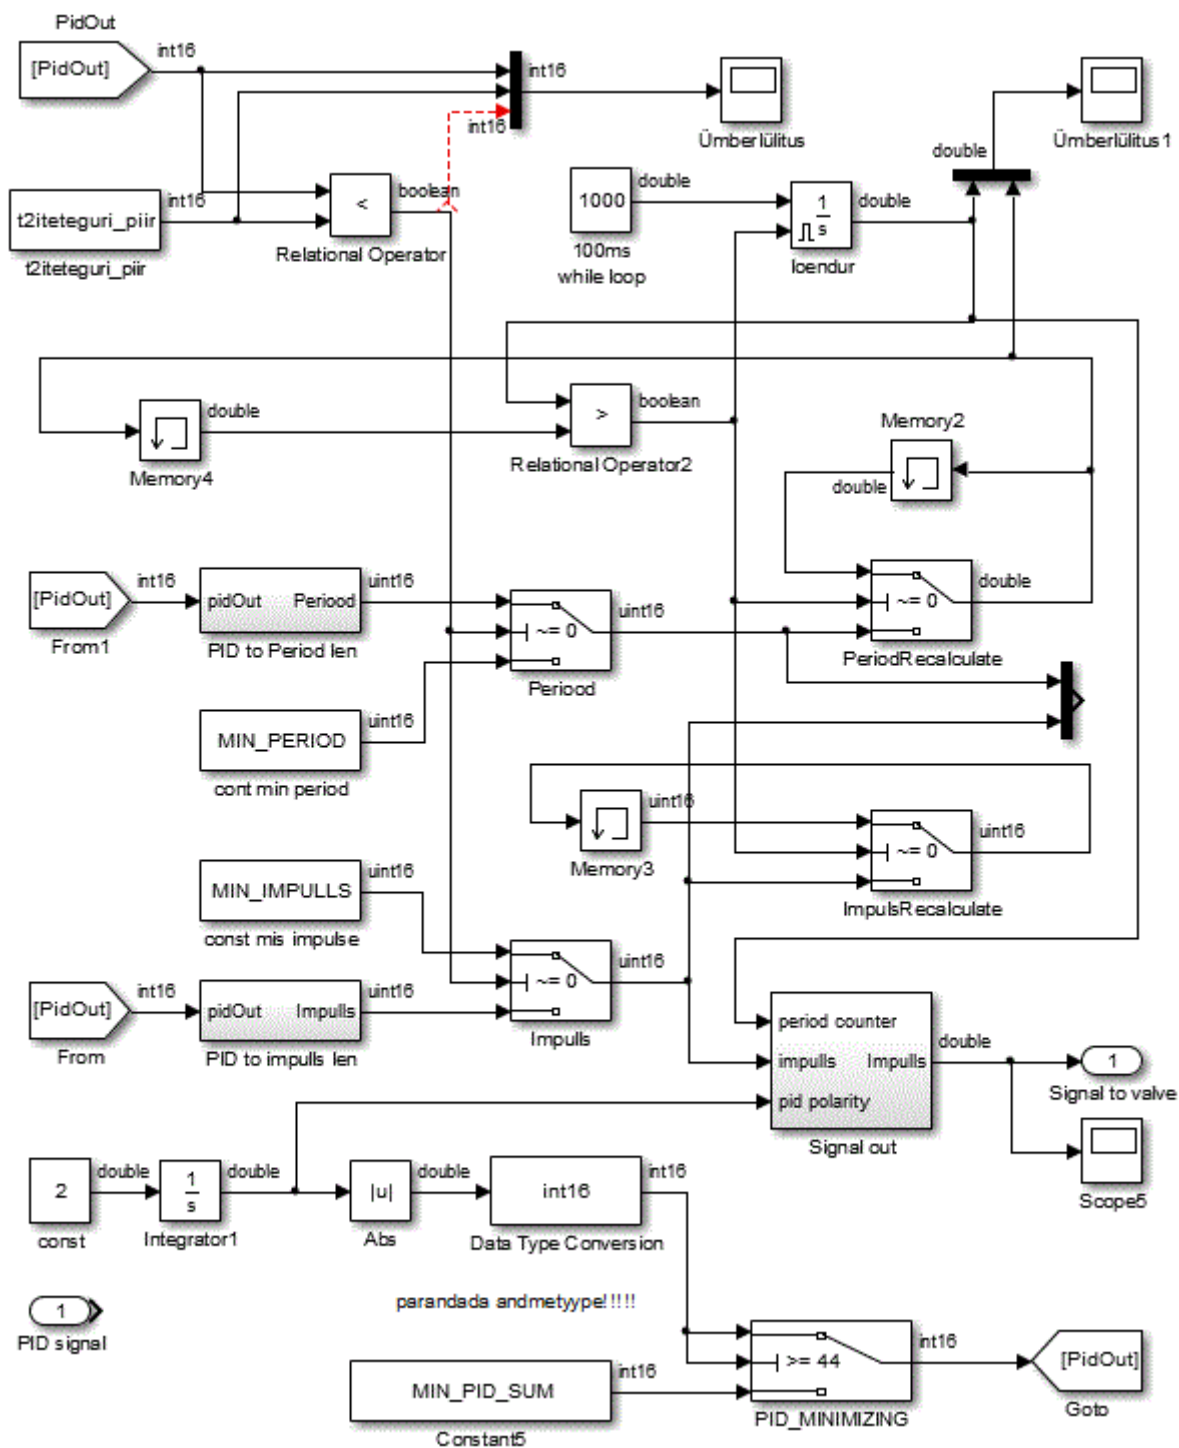 PidOut
[PidOut]
int16
int16
int16
Ümberlülitus
Ümberlülitus1
t2iteteguri_piir
int16
t2iteteguri_piir
<
boolean
Relational Operator
1000
double
100ms
while loop
1
s
double
loendur
double
Memory4
double
>
boolean
Relational Operator2
Memory2
double
[PidOut]
int16
From1
pidOut Periood
uint16
PID to Period len
~= 0
uint16
Periood
~= 0
double
PeriodRecalculate
MIN_PERIOD
uint16
cont min period
Memory3
uint16
~= 0
uint16
ImpulsRecalculate
MIN_IMPULLS
uint16
const mis impulse
[PidOut]
int16
From
pidOut Impulls
uint16
PID to impulls len
~= 0
uint16
Impulls
period counter
impulls Impulls
pid polarity
double
Signal out
1
Signal to valve
Scope5
2
double
const
1
s
double
Integrator1
|u|
double
Abs
int16
int16
Data Type Conversion
1
PID signal
parandada andmetyype!!!!!
MIN_PID_SUM
int16
Constant5
>= 44
int16
PID_MINIMIZING
[PidOut]
Goto